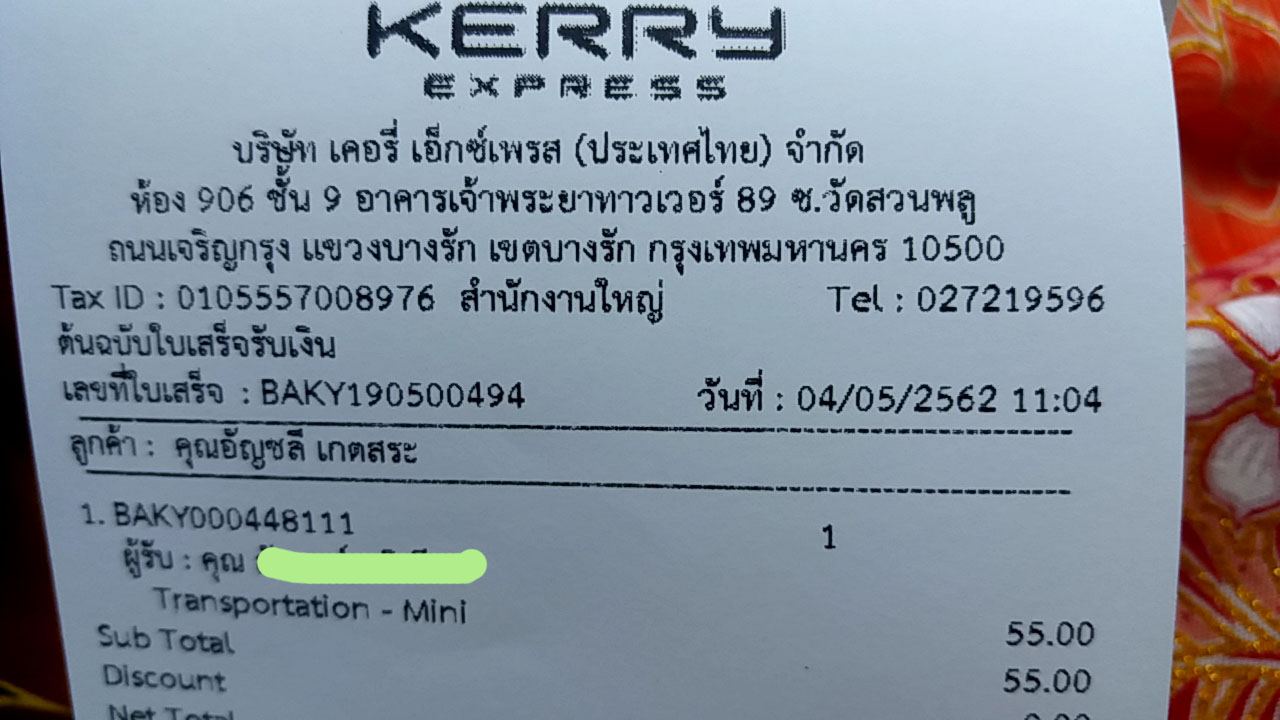 KERRY
EXPRESS
บริษัท เคอรี่ เอ็กซ์เพรส (ประเทศไทย) จำกัด
ห้อง 906 ชั้น 9 อาคารเจ้าพระยาทาวเวอร์ 89 ซ.วัดสวนพลู
ถนนเจริญกรุง แขวงบางรัก เขตบางรัก กรุงเทพมหานคร 10500
Tax ID : 0105557008976 สำนักงานใหญ่ Tel : 027219596
ต้นฉบับใบเสร็จรับเงิน
เลขที่ใบเสร็จ : BAKY190500494 วันที่ : 04/05/2562 11:04
ลูกค้า : คุณอัญชลี เกตสระ
1. BAKY000448111 1
ผู้รับ : คุณ
Transportation - Mini
Sub Total 55.00
Discount 55.00
Net Total